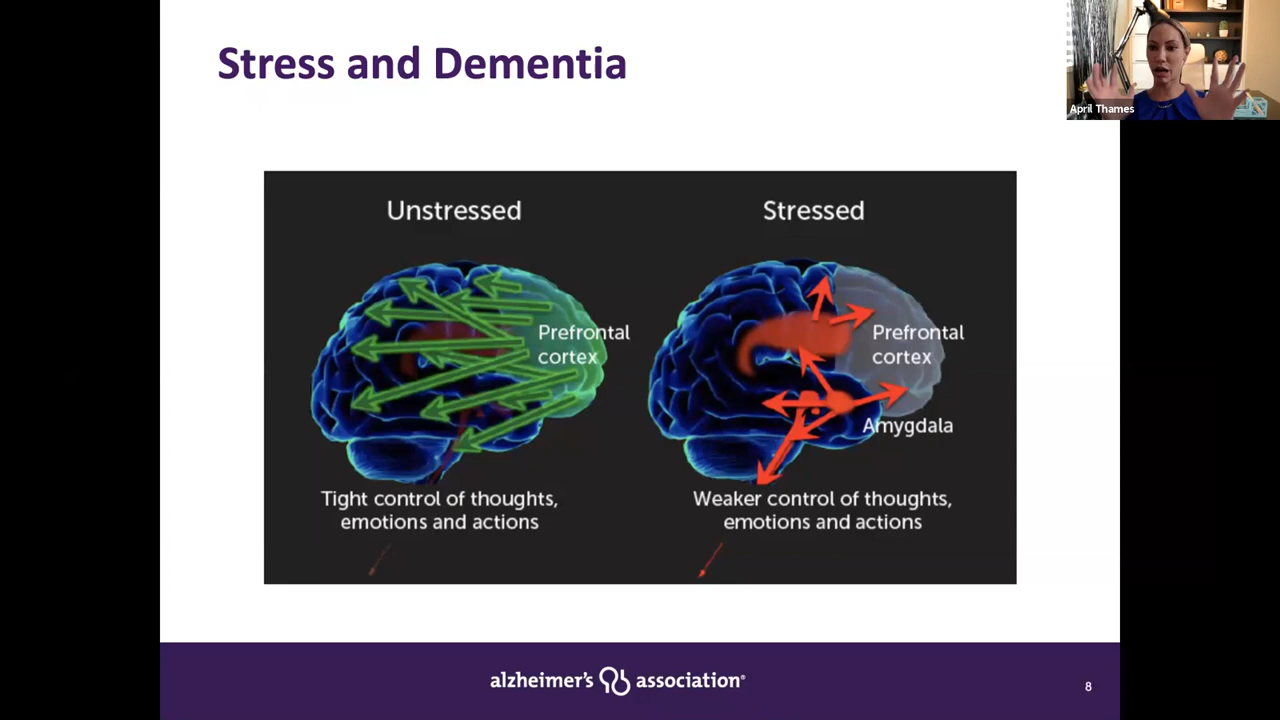 Stress and Dementia
April Thames
Unstressed
Stressed
Prefrontal
cortex
Prefrontal
cortex
Amygdala
Tight control of thoughts,
emotions and actions
Weaker control of thoughts,
emotions and actions
alzheimer's association®
8